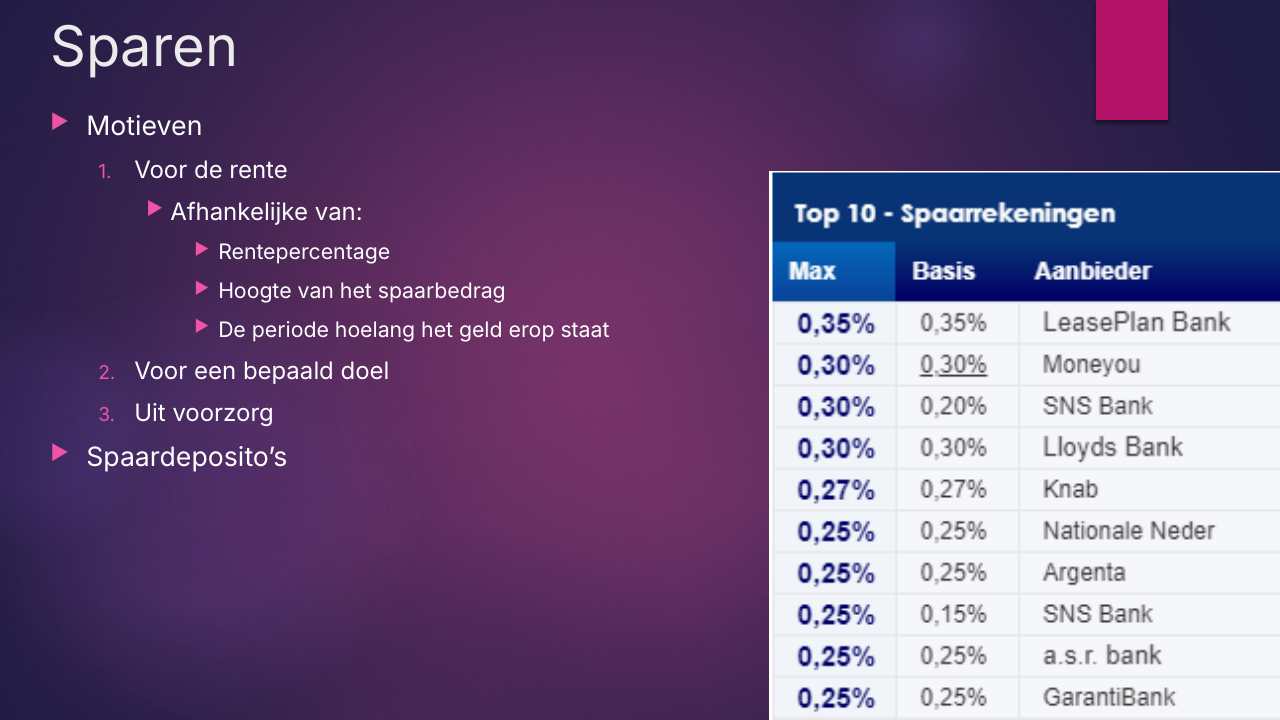 Sparen
Motieven
1. Voor de rente
Afhankelijke van:
Rentepercentage
Hoogte van het spaarbedrag
De periode hoelang het geld erop staat
2. Voor een bepaald doel
3. Uit voorzorg
Spaardeposito’s
Top 10 - Spaarrekeningen
Max Basis Aanbieder
0,35% 0,35% LeasePlan Bank
0,30% 0,30% Moneyou
0,30% 0,20% SNS Bank
0,30% 0,30% Lloyds Bank
0,27% 0,27% Knab
0,25% 0,25% Nationale Neder
0,25% 0,25% Argenta
0,25% 0,15% SNS Bank
0,25% 0,25% a.s.r. bank
0,25% 0,25% GarantiBank